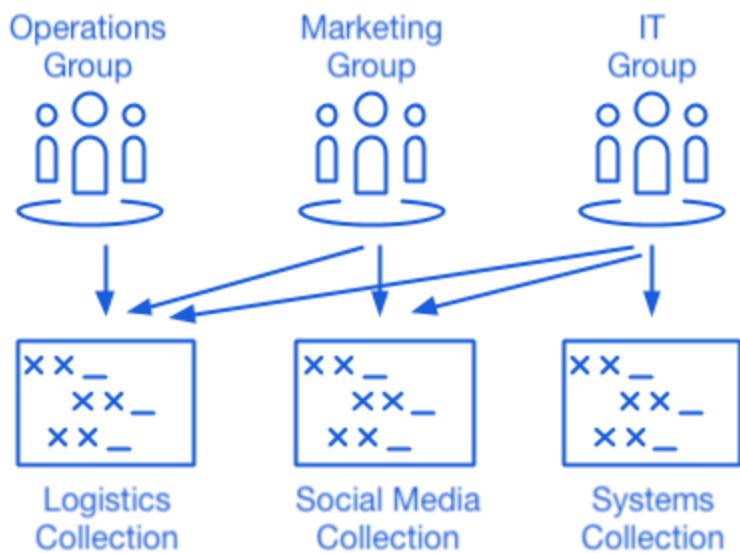 Operations
Group
Marketing
Group
IT
Group
××_
××_
××_
××_
××_
××_
××_
××_
××_
Logistics
Collection
Social Media
Collection
Systems
Collection